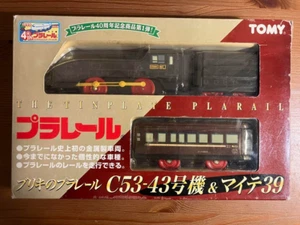 プラレール40周年記念商品第1弾!
TOMY
THE TINPLATE PLARAIL
プラレール
●プラレール史上初の金属製車両。
●今までになかった個性的な車種。
●プラレールのレールを走行できる。
ブリキのプラレール C53-43号機&マイテ39